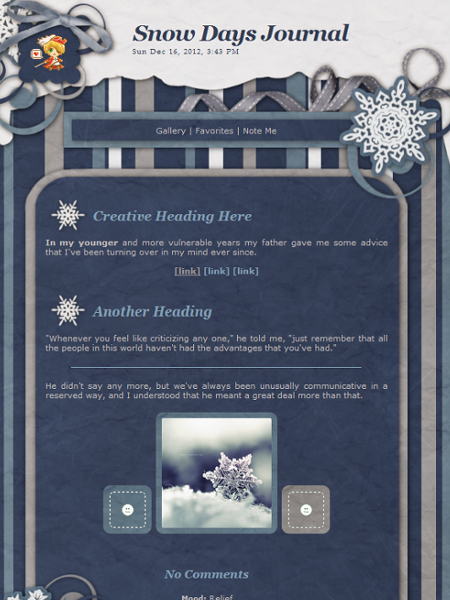 Snow Days Journal
Sun Dec 16, 2012, 3:43 PM
Gallery | Favorites | Note Me
Creative Heading Here
In my younger and more vulnerable years my father gave me some advice
that I've been turning over in my mind ever since.
[link] [link] [link]
Another Heading
"Whenever you feel like criticizing any one," he told me, "just remember that all
the people in this world haven't had the advantages that you've had."
He didn't say any more, but we've always been unusually communicative in a
reserved way, and I understood that he meant a great deal more than that.
No Comments
Mood: Relief